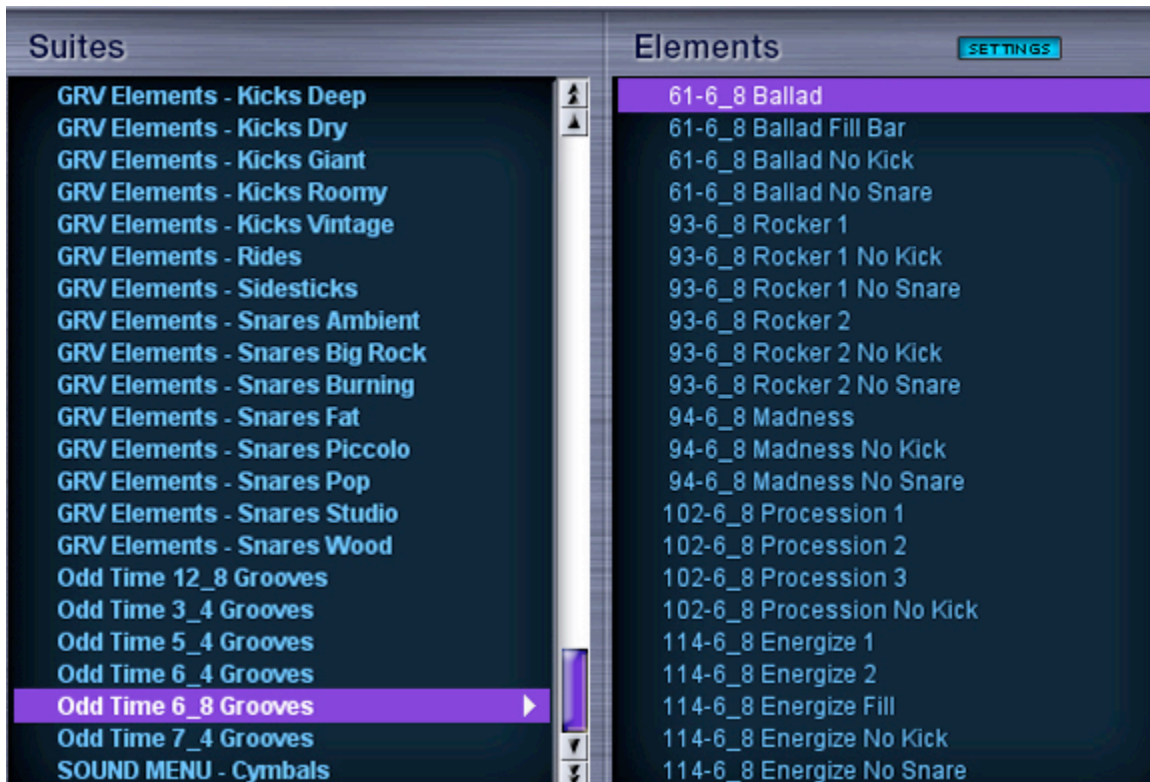 Suites
GRV Elements - Kicks Deep
GRV Elements - Kicks Dry
GRV Elements - Kicks Giant
GRV Elements - Kicks Roomy
GRV Elements - Kicks Vintage
GRV Elements - Rides
GRV Elements - Sidesticks
GRV Elements - Snares Ambient
GRV Elements - Snares Big Rock
GRV Elements - Snares Burning
GRV Elements - Snares Fat
GRV Elements - Snares Piccolo
GRV Elements - Snares Pop
GRV Elements - Snares Studio
GRV Elements - Snares Wood
Odd Time 12_8 Grooves
Odd Time 3_4 Grooves
Odd Time 5_4 Grooves
Odd Time 6_4 Grooves
Odd Time 6_8 Grooves
Odd Time 7_4 Grooves
SOUND MENU - Cymbals
Elements SETTINGS
61-6_8 Ballad
61-6_8 Ballad Fill Bar
61-6_8 Ballad No Kick
61-6_8 Ballad No Snare
93-6_8 Rocker 1
93-6_8 Rocker 1 No Kick
93-6_8 Rocker 1 No Snare
93-6_8 Rocker 2
93-6_8 Rocker 2 No Kick
93-6_8 Rocker 2 No Snare
94-6_8 Madness
94-6_8 Madness No Kick
94-6_8 Madness No Snare
102-6_8 Procession 1
102-6_8 Procession 2
102-6_8 Procession 3
102-6_8 Procession No Kick
114-6_8 Energize 1
114-6_8 Energize 2
114-6_8 Energize Fill
114-6_8 Energize No Kick
114-6_8 Energize No Snare